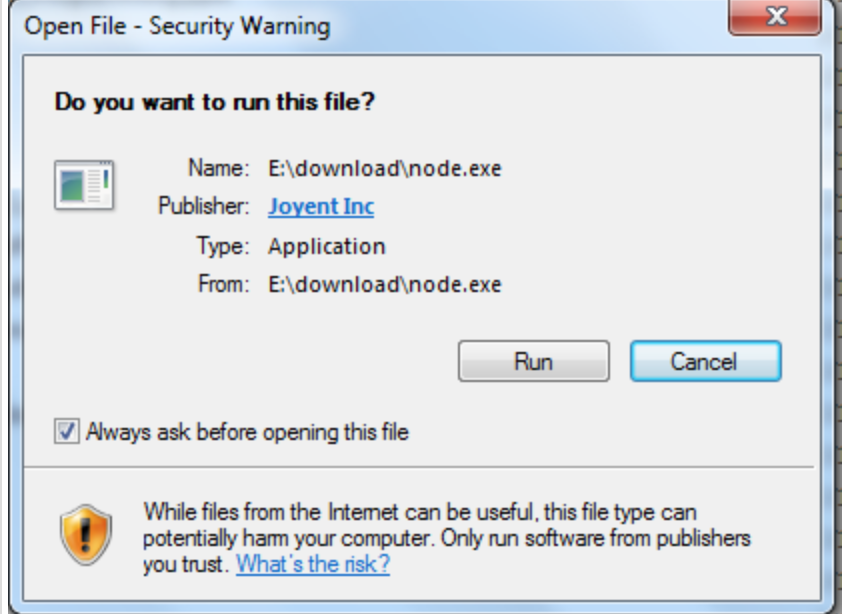 Open File - Security Warning
Do you want to run this file?
Name: E:\download\node.exe
Publisher: Joyent Inc
Type: Application
From: E:\download\node.exe
Run Cancel
Always ask before opening this file
While files from the Internet can be useful, this file type can
potentially harm your computer. Only run software from publishers
you trust. What's the risk?